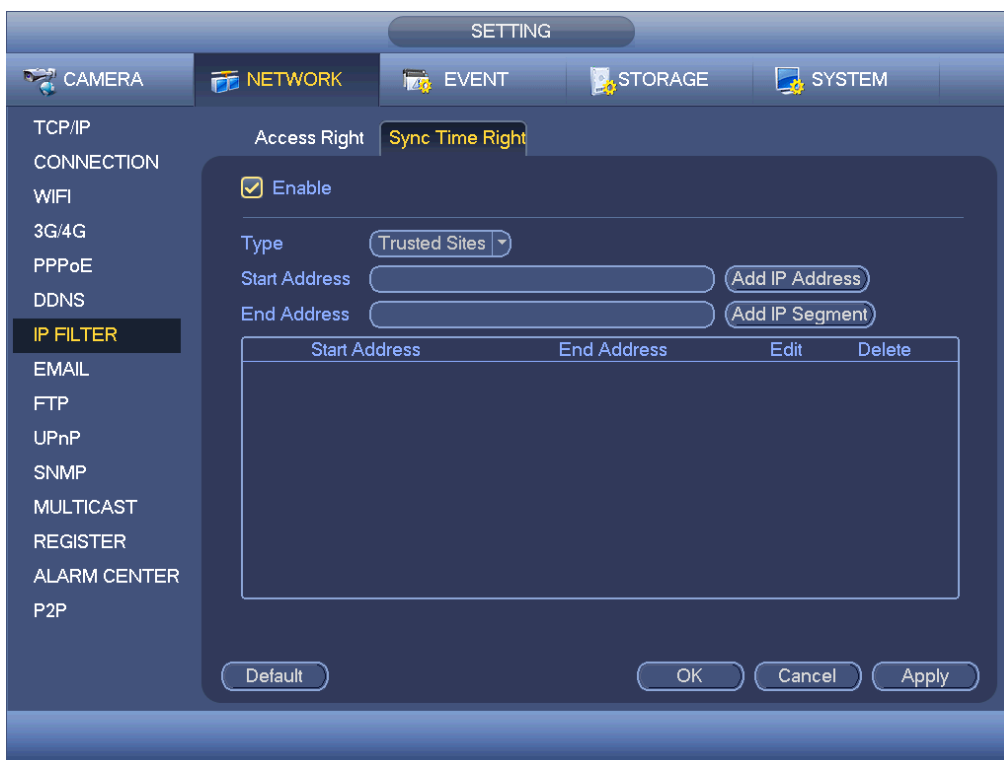 SETTING
CAMERA NETWORK EVENT STORAGE SYSTEM
TCP/IP
CONNECTION
WIFI
3G/4G
PPPoE
DDNS
IP FILTER
EMAIL
FTP
UPnP
SNMP
MULTICAST
REGISTER
ALARM CENTER
P2P
Access Right Sync Time Right
Enable
Type Trusted Sites
Start Address Add IP Address
End Address Add IP Segment
Start Address End Address Edit Delete
Default OK Cancel Apply